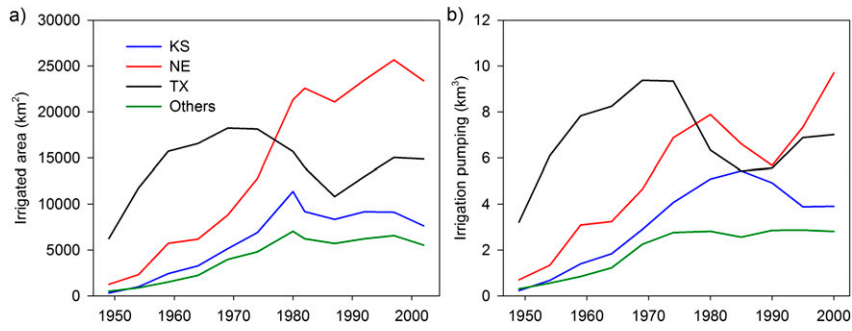 a)
30000
25000
20000
15000
10000
5000
0
Irrigated area (km²)
KS
NE
TX
Others
1950 1960 1970 1980 1990 2000
b)
12
10
8
6
4
2
0
Irrigation pumping (km³)
1950 1960 1970 1980 1990 2000